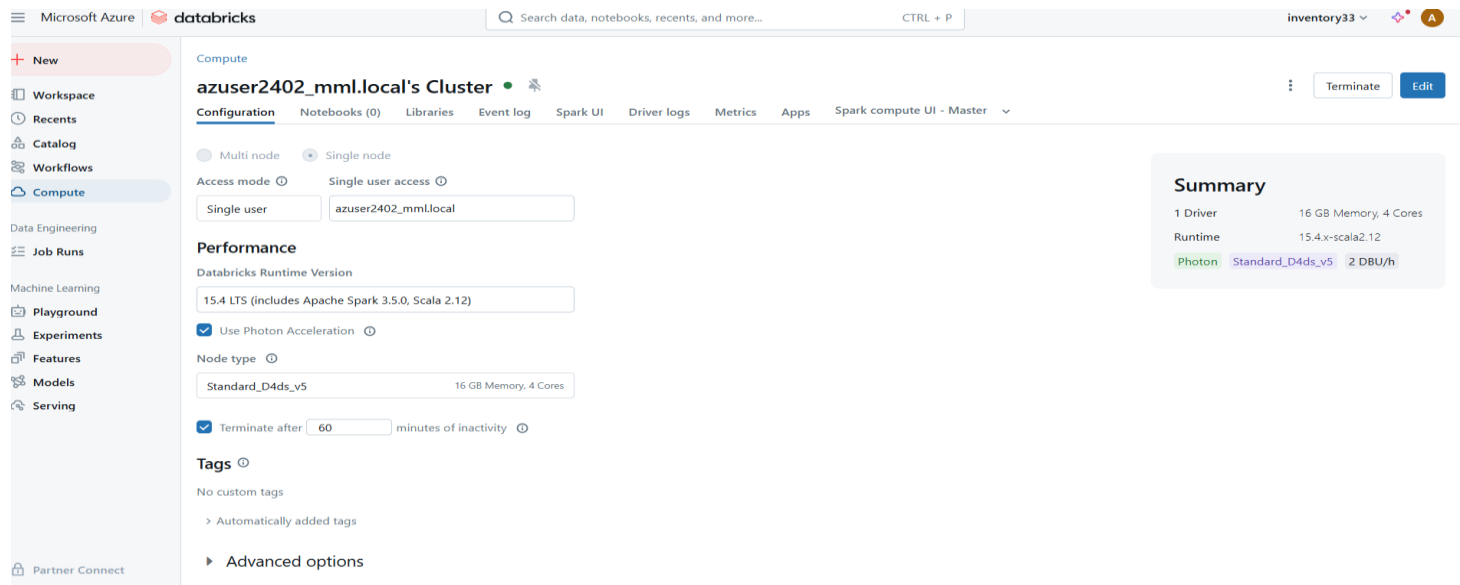 Microsoft Azure databricks Search data, notebooks, recents, and more... CTRL + P inventory33 A
New
Workspace
Recents
Catalog
Workflows
Compute
Data Engineering
Job Runs
Machine Learning
Playground
Experiments
Features
Models
Serving
Partner Connect
Compute
azuser2402_mml.local's Cluster
Terminate Edit
Configuration Notebooks (0) Libraries Event log Spark UI Driver logs Metrics Apps Spark compute UI - Master
Multi node Single node
Access mode Single user access
Single user azuser2402_mml.local
Performance
Databricks Runtime Version
15.4 LTS (includes Apache Spark 3.5.0, Scala 2.12)
Use Photon Acceleration
Node type
Standard_D4ds_v5 16 GB Memory, 4 Cores
Terminate after 60 minutes of inactivity
Tags
No custom tags
Automatically added tags
Advanced options
Summary
1 Driver 16 GB Memory, 4 Cores
Runtime 15.4.x-scala2.12
Photon Standard_D4ds_v5 2 DBU/h